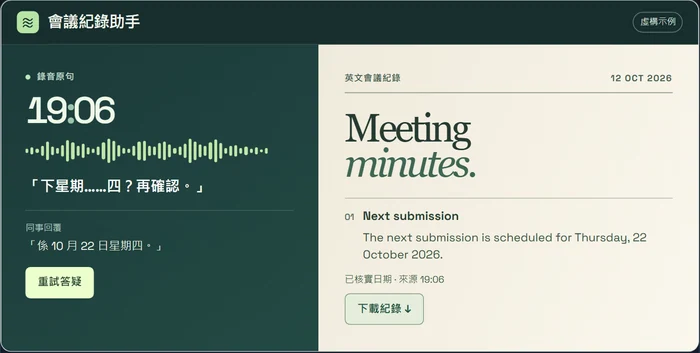 會議紀錄助手
虛構示例
錄音原句
19:06
「下星期……四？再確認。」
同事回覆
「係 10 月 22 日星期四。」
重試答疑
英文會議紀錄
12 OCT 2026
Meeting
minutes.
01 Next submission
The next submission is scheduled for Thursday, 22
October 2026.
已核實日期 · 來源 19:06
下載紀錄 ↓